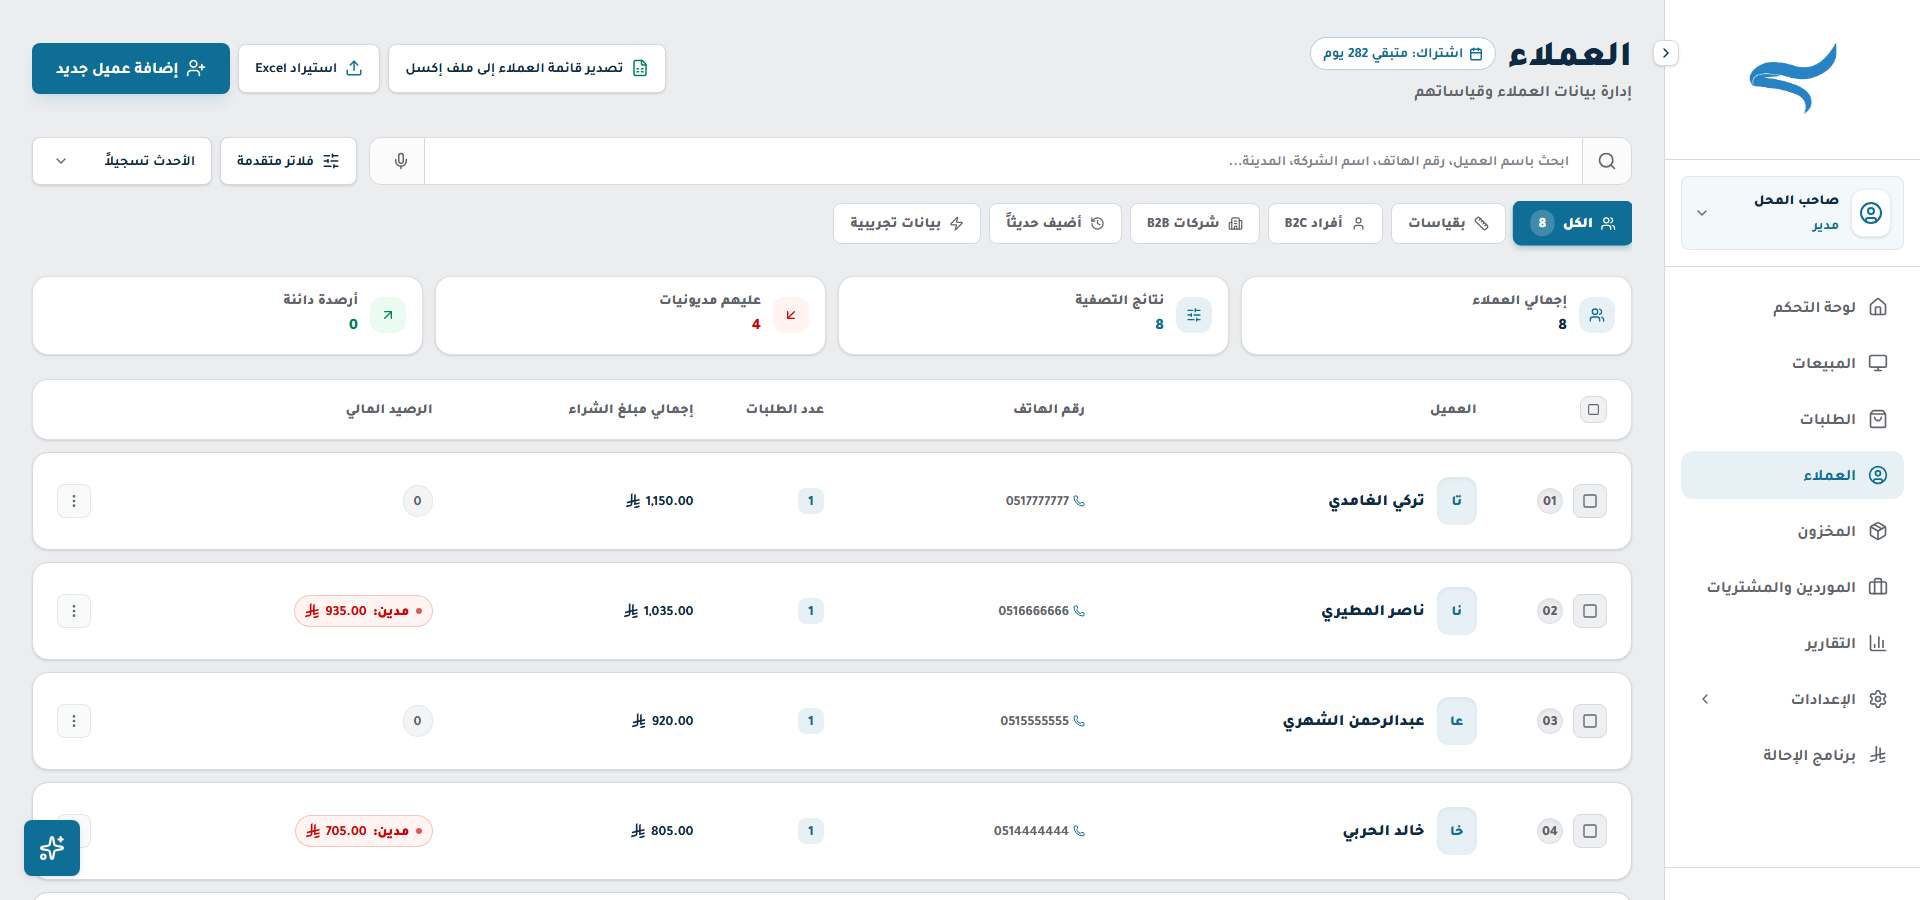 العملاء
اشتراك: متبقي 282 يوم
إدارة بيانات العملاء وقياساتهم
تصدير قائمة العملاء إلى ملف إكسل
استيراد Excel
إضافة عميل جديد
ابحث باسم العميل، رقم الهاتف، اسم الشركة، المدينة...
فلاتر متقدمة
الأحدث تسجيلاً
الكل 8
بقياسات
أفراد B2C
شركات B2B
أضيف حديثاً
بيانات تجريبية
إجمالي العملاء
8
نتائج التصفية
8
عليهم مديونيات
4
أرصدة دائنة
0
العميل رقم الهاتف عدد الطلبات إجمالي مبلغ الشراء الرصيد المالي
01 تا تركي الغامدي 0517777777 1 1,150.00 0
02 نا ناصر المطيري 0516666666 1 1,035.00 مدين: 935.00
03 عا عبدالرحمن الشهري 0515555555 1 920.00 0
04 خا خالد الحربي 0514444444 1 805.00 مدين: 705.00
صاحب المحل
مدير
لوحة التحكم
المبيعات
الطلبات
العملاء
المخزون
الموردين والمشتريات
التقارير
الإعدادات
برنامج الإحالة